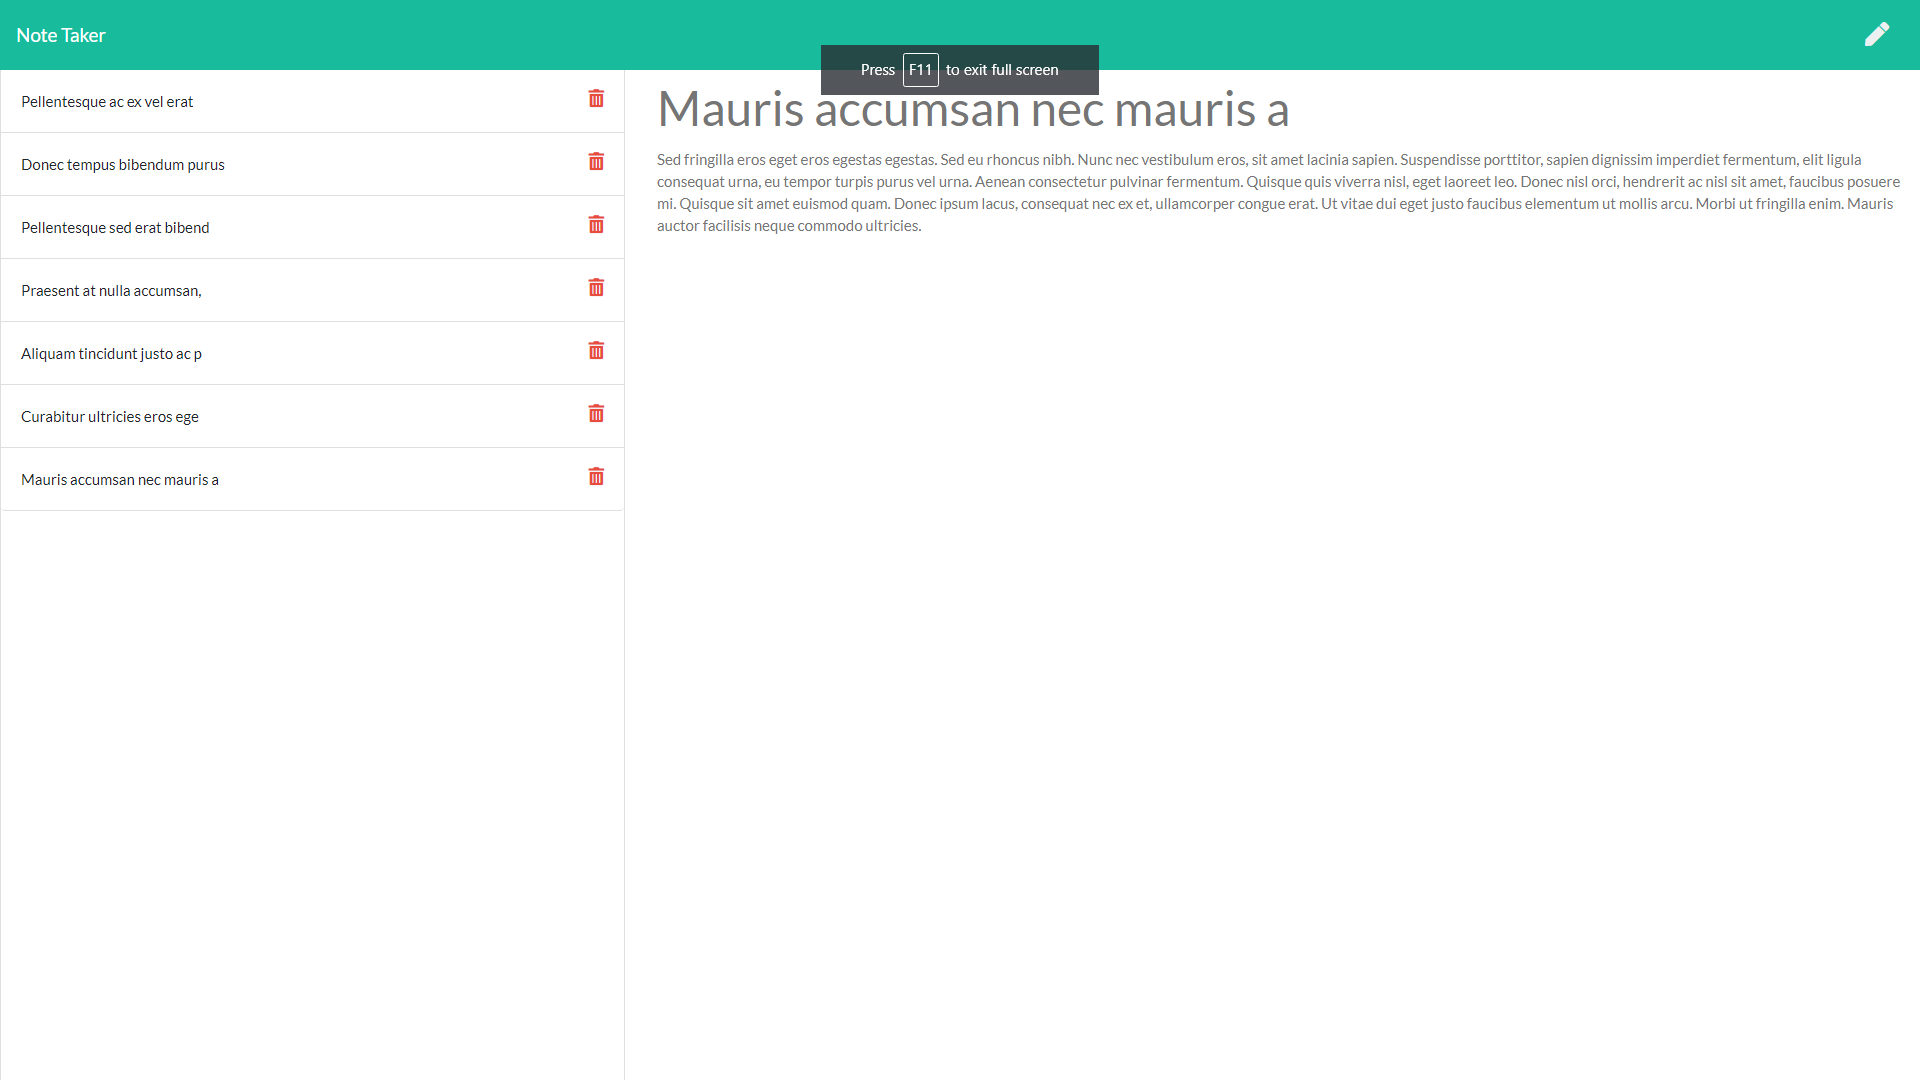 Note Taker
Press F11 to exit full screen
Pellentesque ac ex vel erat
Donec tempus bibendum purus
Pellentesque sed erat bibend
Praesent at nulla accumsan,
Aliquam tincidunt justo ac p
Curabitur ultricies eros ege
Mauris accumsan nec mauris a
Mauris accumsan nec mauris a
Sed fringilla eros eget eros egestas egestas. Sed eu rhoncus nibh. Nunc nec vestibulum eros, sit amet lacinia sapien. Suspendisse porttitor, sapien dignissim imperdiet fermentum, elit ligula
consequat urna, eu tempor turpis purus vel urna. Aenean consectetur pulvinar fermentum. Quisque quis viverra nisl, eget laoreet leo. Donec nisl orci, hendrerit ac nisl sit amet, faucibus posuere
mi. Quisque sit amet euismod quam. Donec ipsum lacus, consequat nec ex et, ullamcorper congue erat. Ut vitae dui eget justo faucibus elementum ut mollis arcu. Morbi ut fringilla enim. Mauris
auctor facilisis neque commodo ultricies.